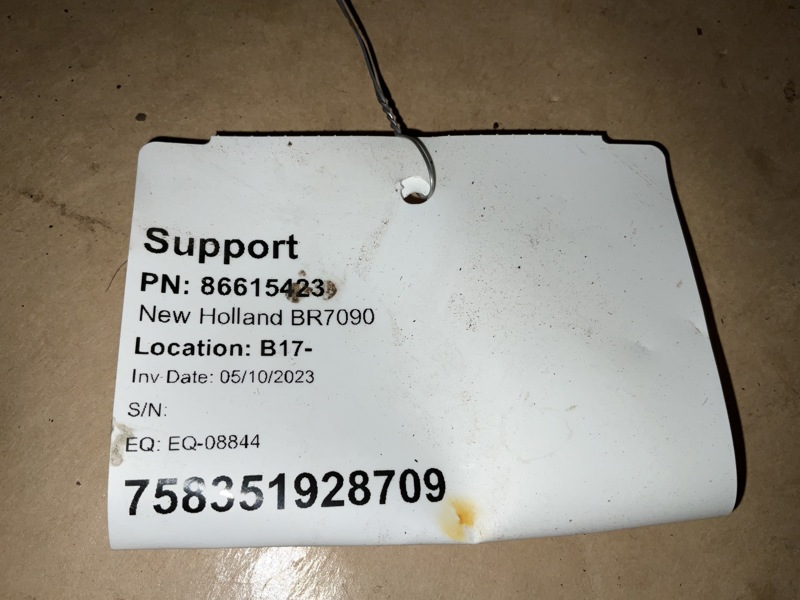 Support
PN: 86615423
New Holland BR7090
Location: B17-
Inv-Date: 05/10/2023
S/N:
EQ: EQ-08844
758351928709